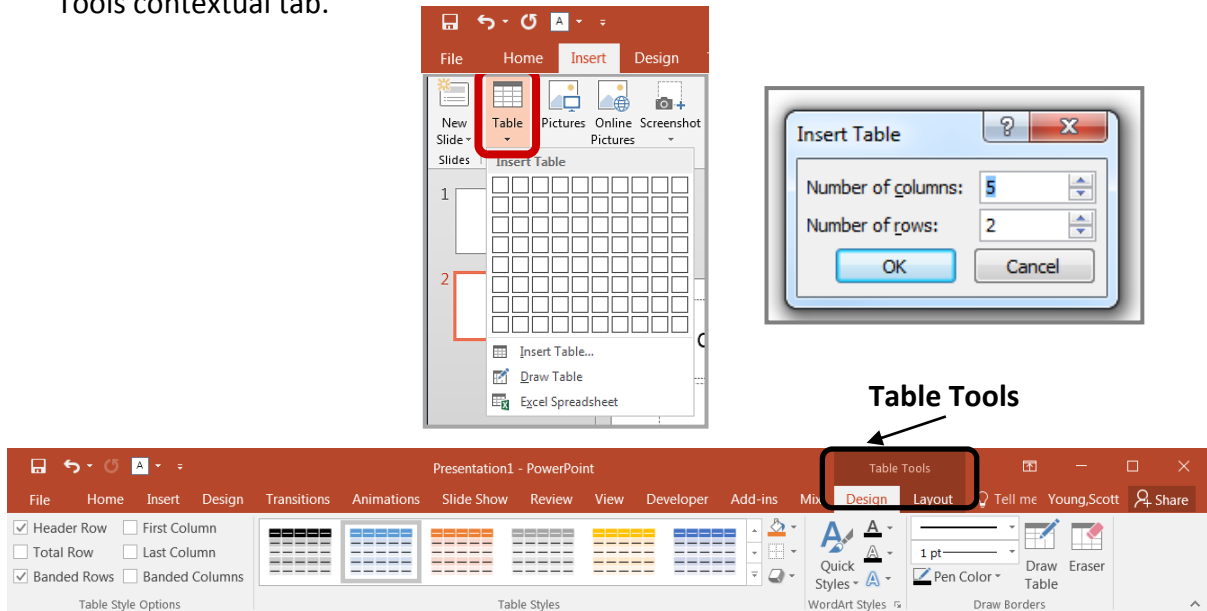 Tools contextual tab.
A
File Home Insert Design
New Slide
Table
Pictures
Online Pictures
Screenshot
Slides
Insert Table
1
2
Insert Table...
Draw Table
Excel Spreadsheet
Insert Table
?
Number of columns: 5
Number of rows: 2
OK Cancel
Table Tools
A
Presentation1 - PowerPoint
Table Tools
File Home Insert Design Transitions Animations Slide Show Review View Developer Add-ins Mix Design Layout Tell me Young,Scott Share
Header Row First Column
Total Row Last Column
Banded Rows Banded Columns
Table Style Options
Table Styles
A
A
A
A
Quick Styles
WordArt Styles
1 pt
Pen Color
Draw Table
Eraser
Draw Borders